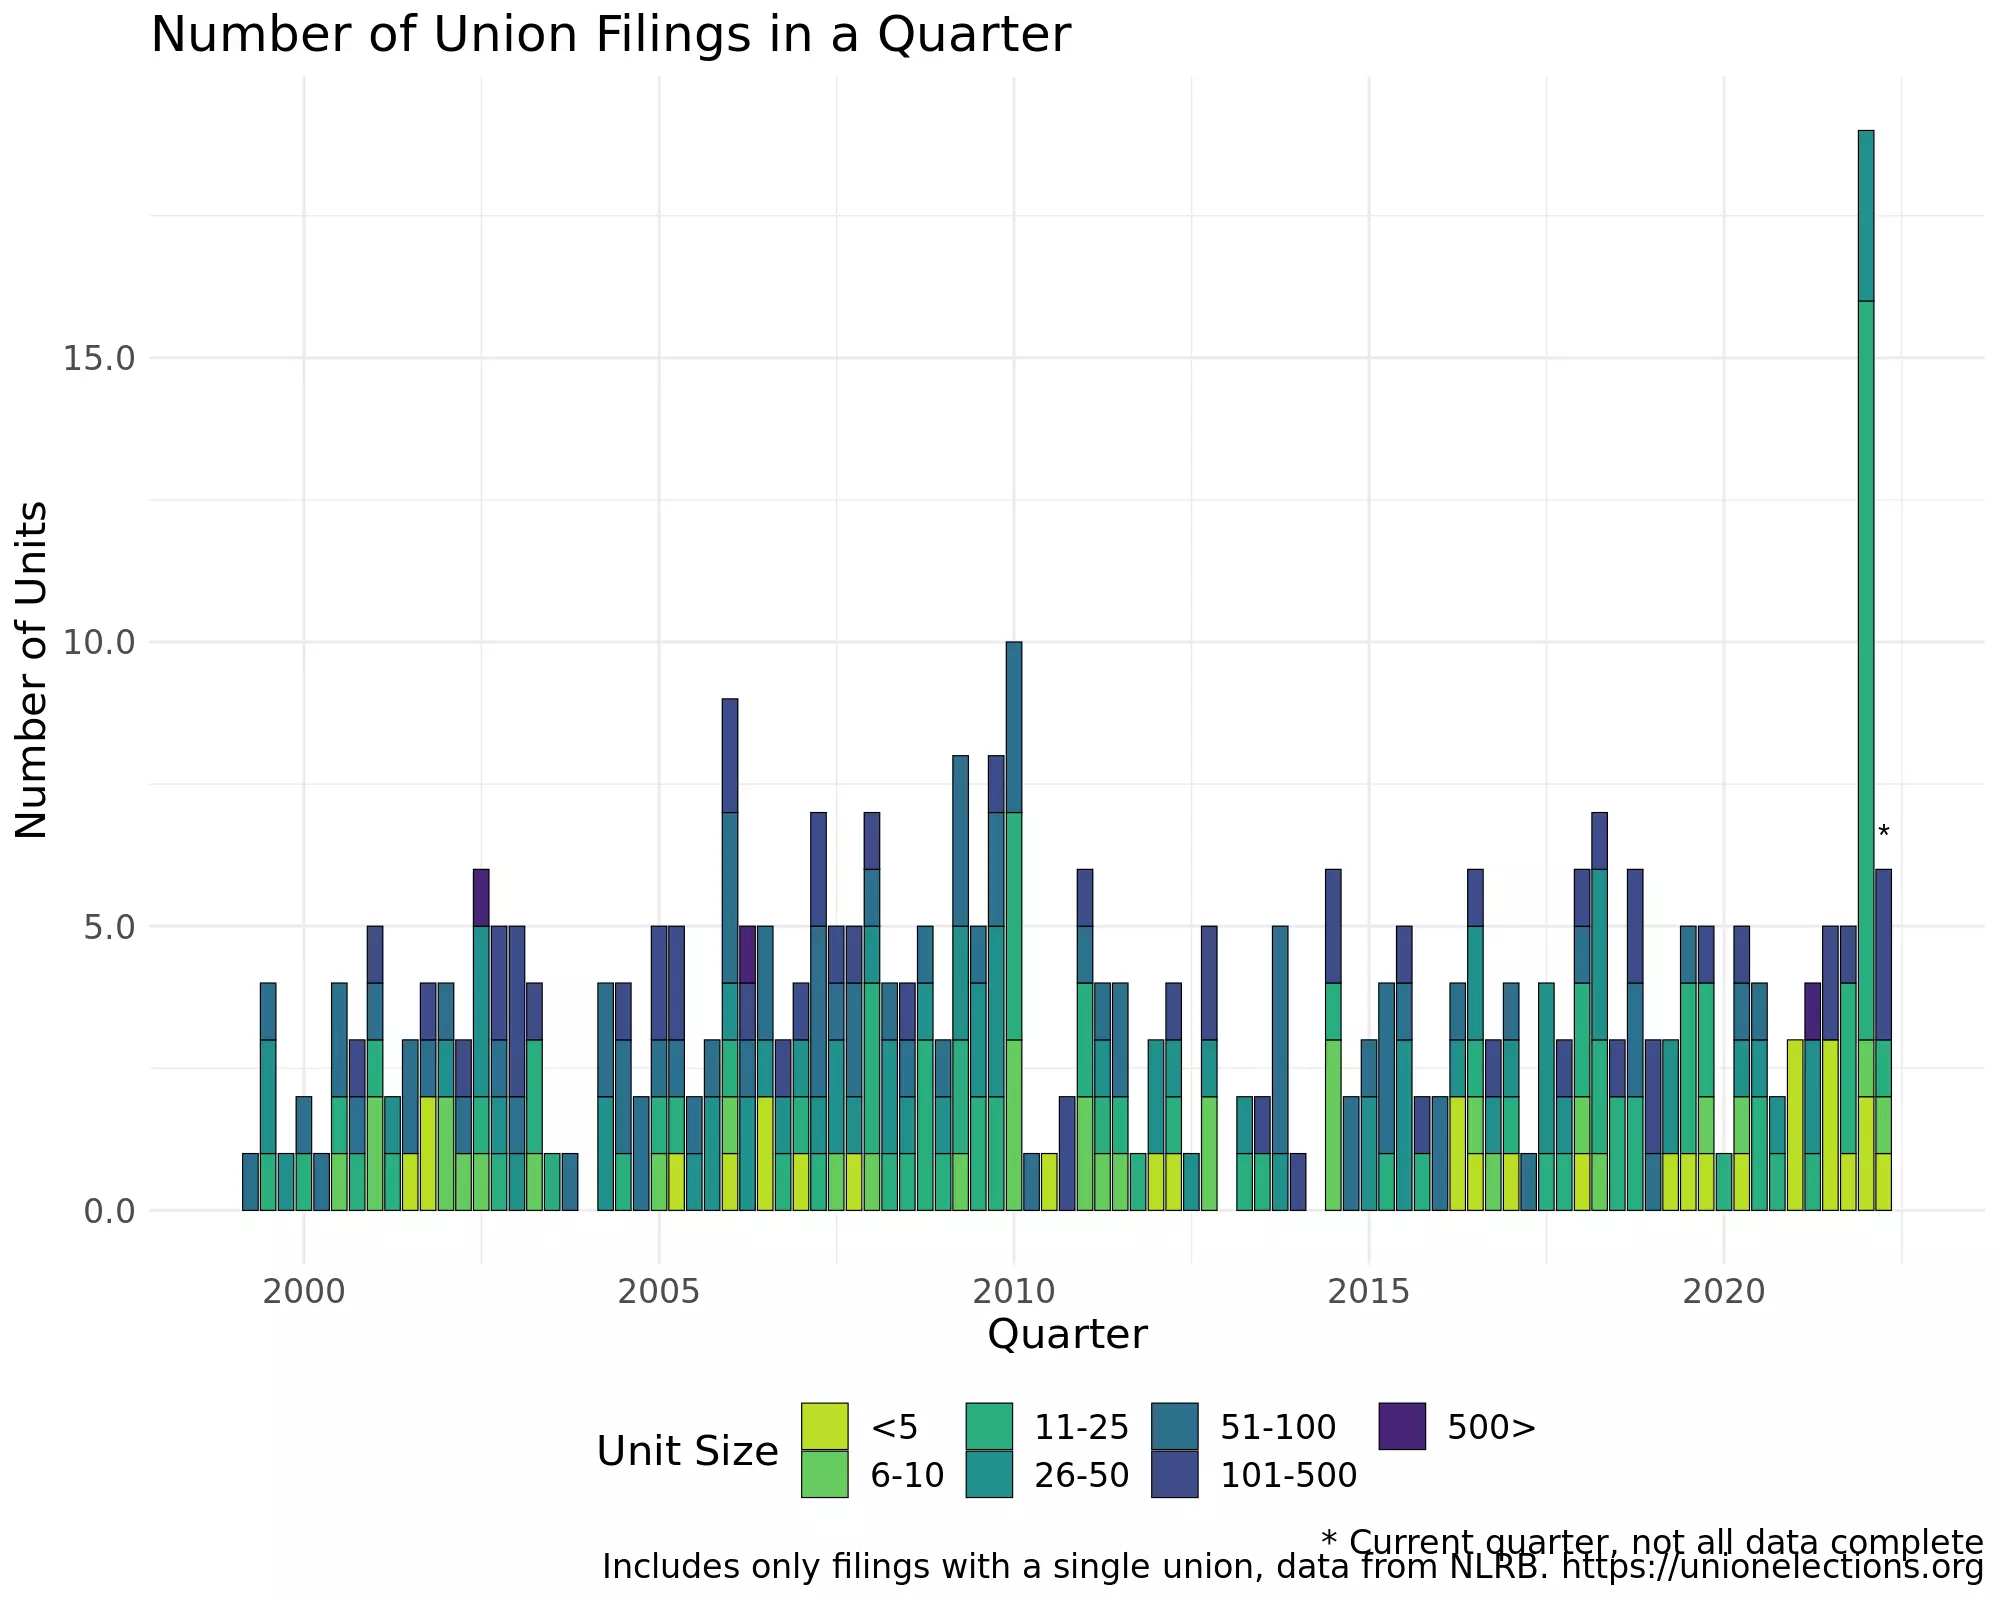 Number of Union Filings in a Quarter
Number of Units
15.0
10.0
5.0
0.0
*
2000 2005 2010 2015 2020
Quarter
Unit Size
<5 11-25 51-100 500>
6-10 26-50 101-500
* Current quarter, not all data complete
Includes only filings with a single union, data from NLRB. https://unionelections.org